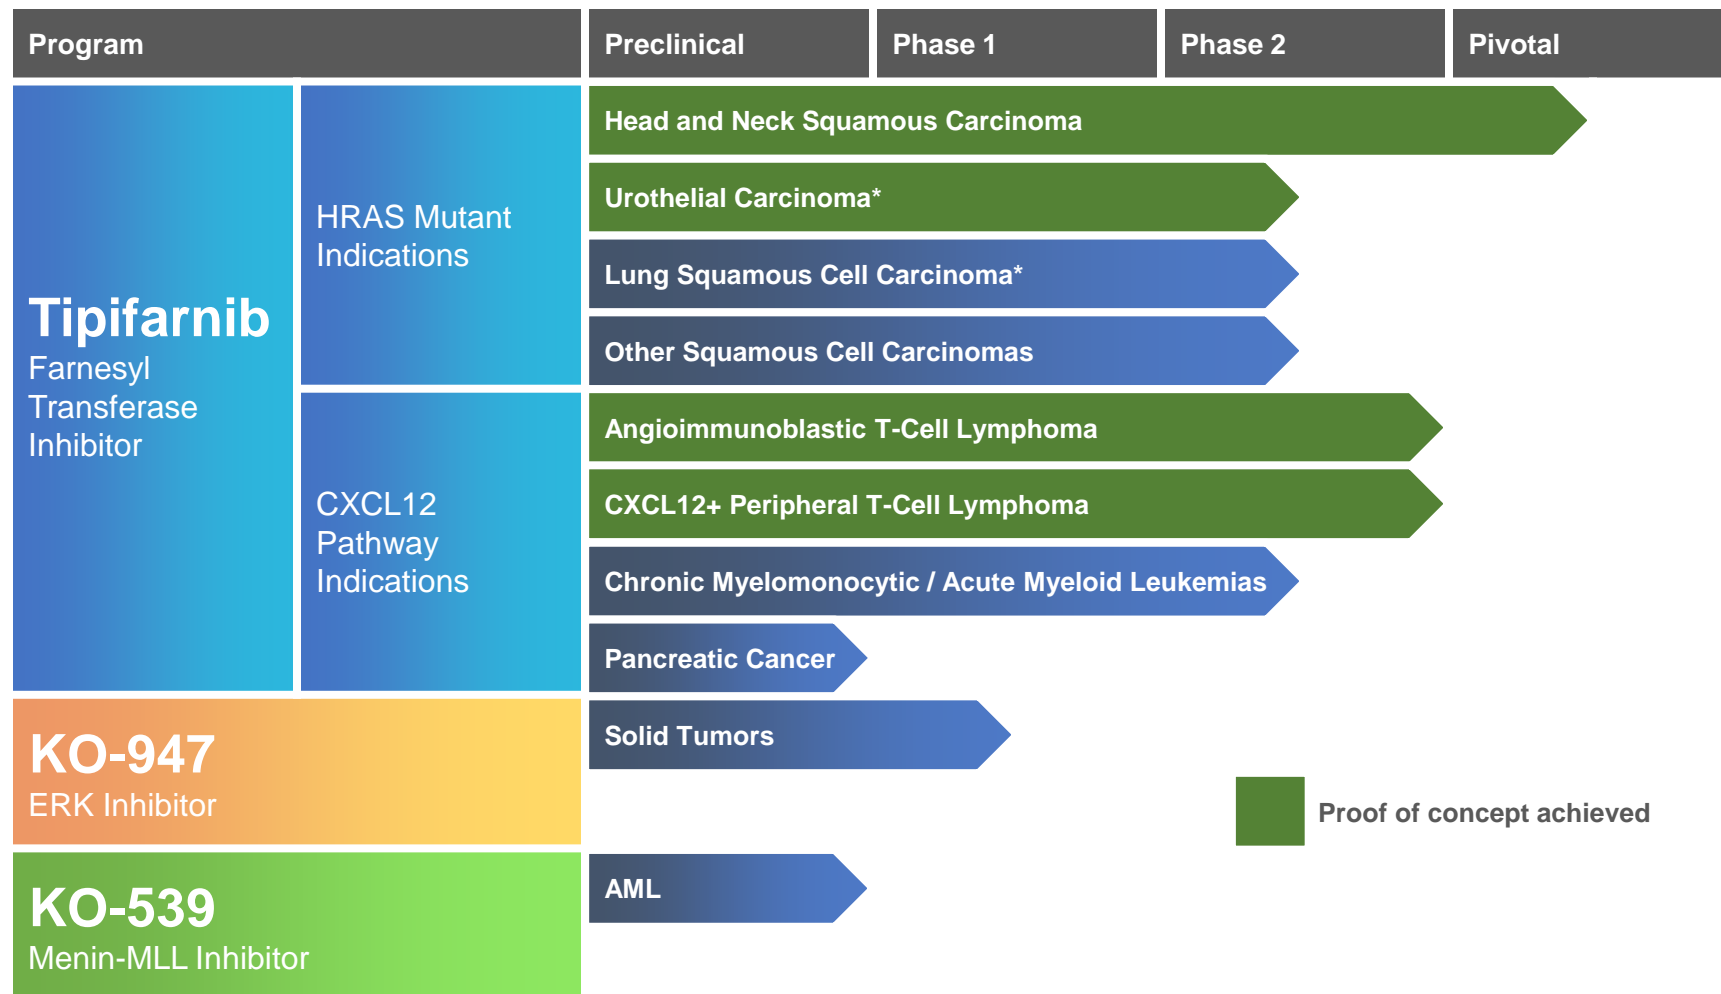 Program
Preclinical
Phase 1
Phase 2
Pivotal
Tipifarnib
Farnesyl
Transferase
Inhibitor
HRAS Mutant
Indications
Head and Neck Squamous Carcinoma
Urothelial Carcinoma*
Lung Squamous Cell Carcinoma*
Other Squamous Cell Carcinomas
CXCL12
Pathway
Indications
Angioimmunoblastic T-Cell Lymphoma
CXCL12+ Peripheral T-Cell Lymphoma
Chronic Myelomonocytic / Acute Myeloid Leukemias
Pancreatic Cancer
KO-947
ERK Inhibitor
Solid Tumors
Proof of concept achieved
KO-539
Menin-MLL Inhibitor
AML